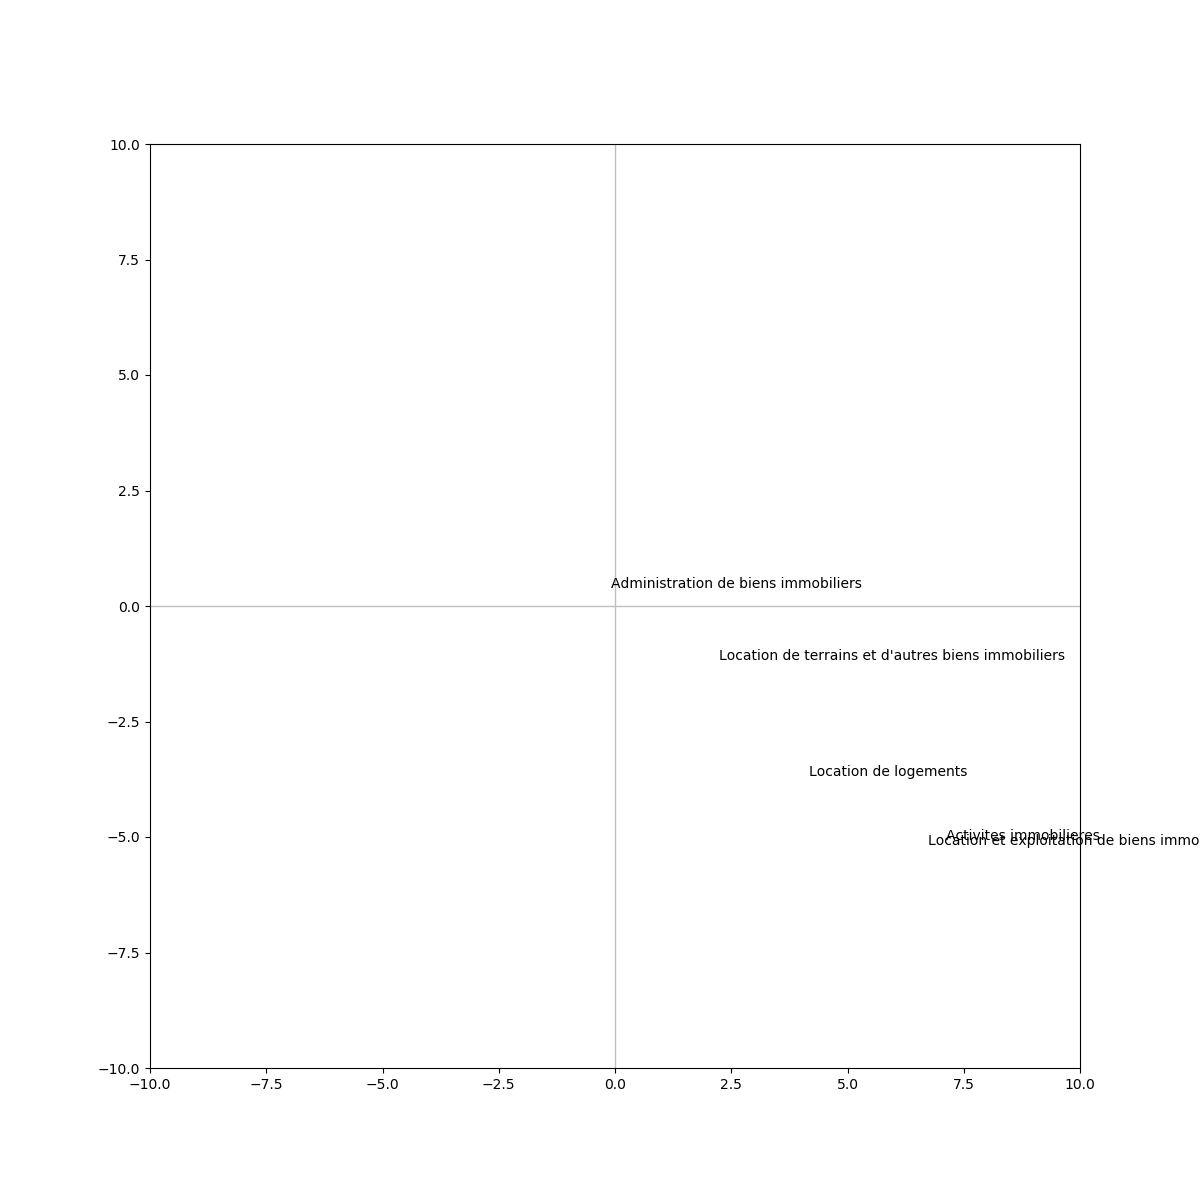 10.0
7.5
5.0
2.5
Administration de biens immobiliers
0.0
Location de terrains et d'autres biens immobiliers
−2.5
Location de logements
−5.0
Activites immobilieres
Location et exploitation de biens immo
−7.5
−10.0
−10.0 −7.5 −5.0 −2.5 0.0 2.5 5.0 7.5 10.0